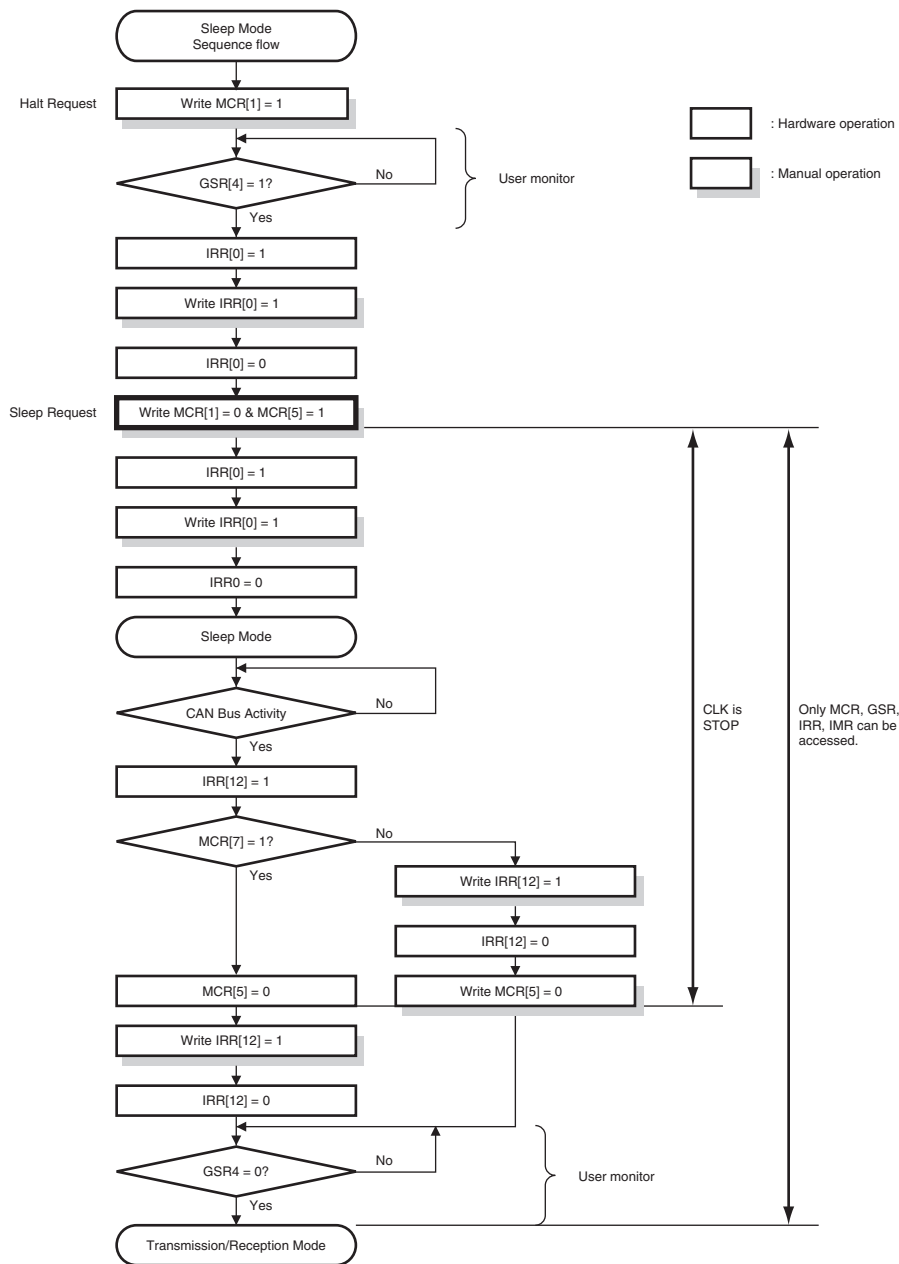 Sleep Mode
Sequence flow
Halt Request
Write MCR[1] = 1
: Hardware operation
GSR[4] = 1?
No
User monitor
: Manual operation
Yes
IRR[0] = 1
Write IRR[0] = 1
IRR[0] = 0
Sleep Request
Write MCR[1] = 0 & MCR[5] = 1
IRR[0] = 1
Write IRR[0] = 1
IRR0 = 0
Sleep Mode
CAN Bus Activity
No
CLK is
STOP
Only MCR, GSR,
IRR, IMR can be
accessed.
Yes
IRR[12] = 1
MCR[7] = 1?
No
Yes
Write IRR[12] = 1
IRR[12] = 0
MCR[5] = 0
Write MCR[5] = 0
Write IRR[12] = 1
IRR[12] = 0
GSR4 = 0?
No
User monitor
Yes
Transmission/Reception Mode